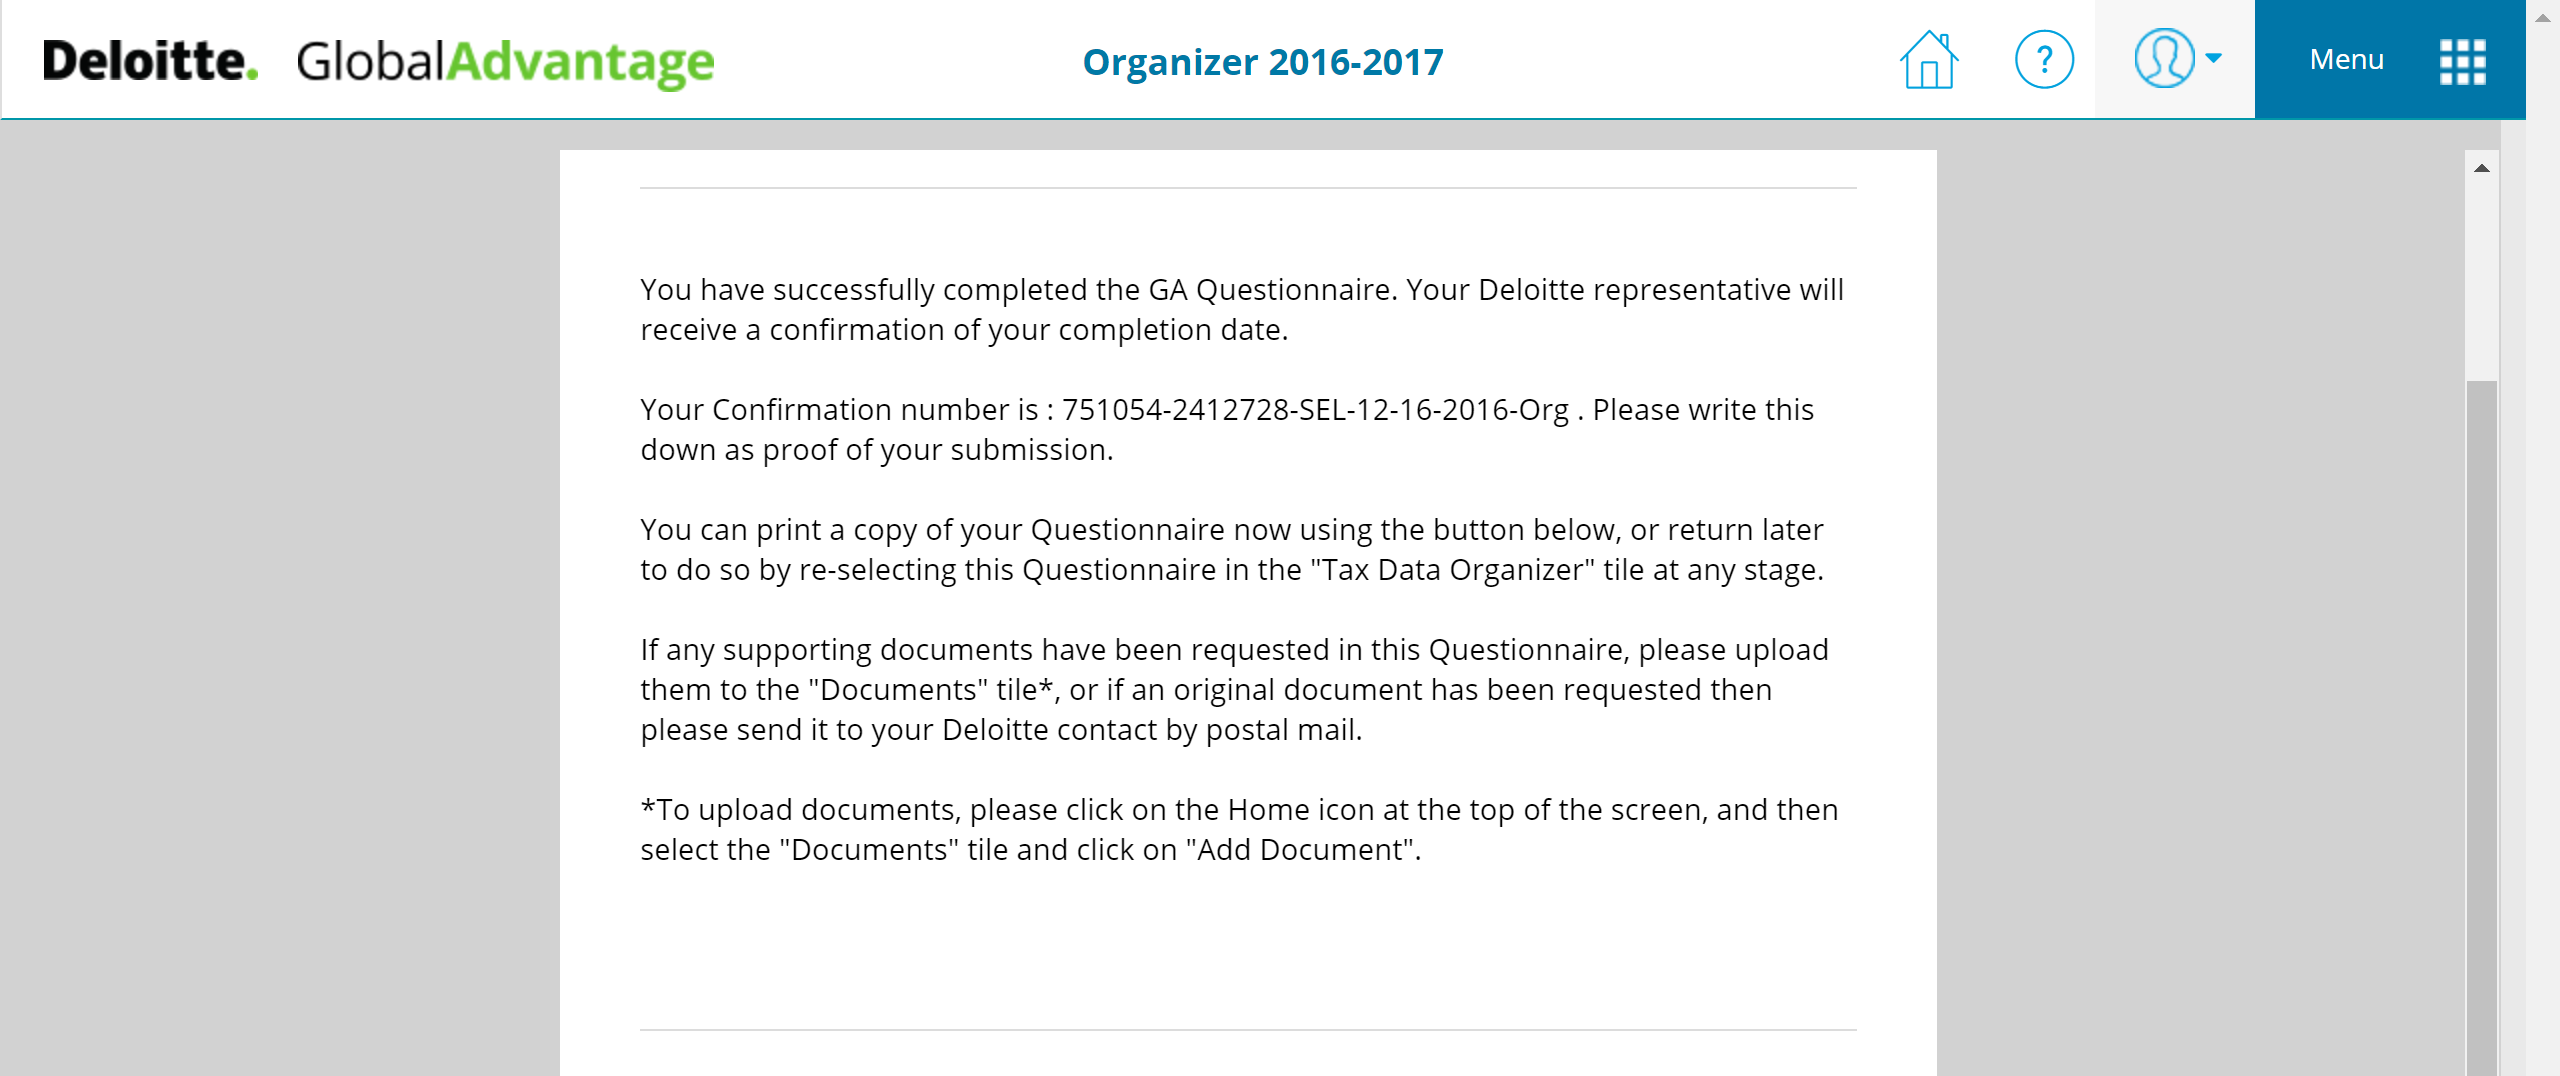 Deloitte. GlobalAdvantage Organizer 2016-2017 ? Menu
You have successfully completed the GA Questionnaire. Your Deloitte representative will
receive a confirmation of your completion date.
Your Confirmation number is : 751054-2412728-SEL-12-16-2016-Org . Please write this
down as proof of your submission.
You can print a copy of your Questionnaire now using the button below, or return later
to do so by re-selecting this Questionnaire in the "Tax Data Organizer" tile at any stage.
If any supporting documents have been requested in this Questionnaire, please upload
them to the "Documents" tile*, or if an original document has been requested then
please send it to your Deloitte contact by postal mail.
*To upload documents, please click on the Home icon at the top of the screen, and then
select the "Documents" tile and click on "Add Document".